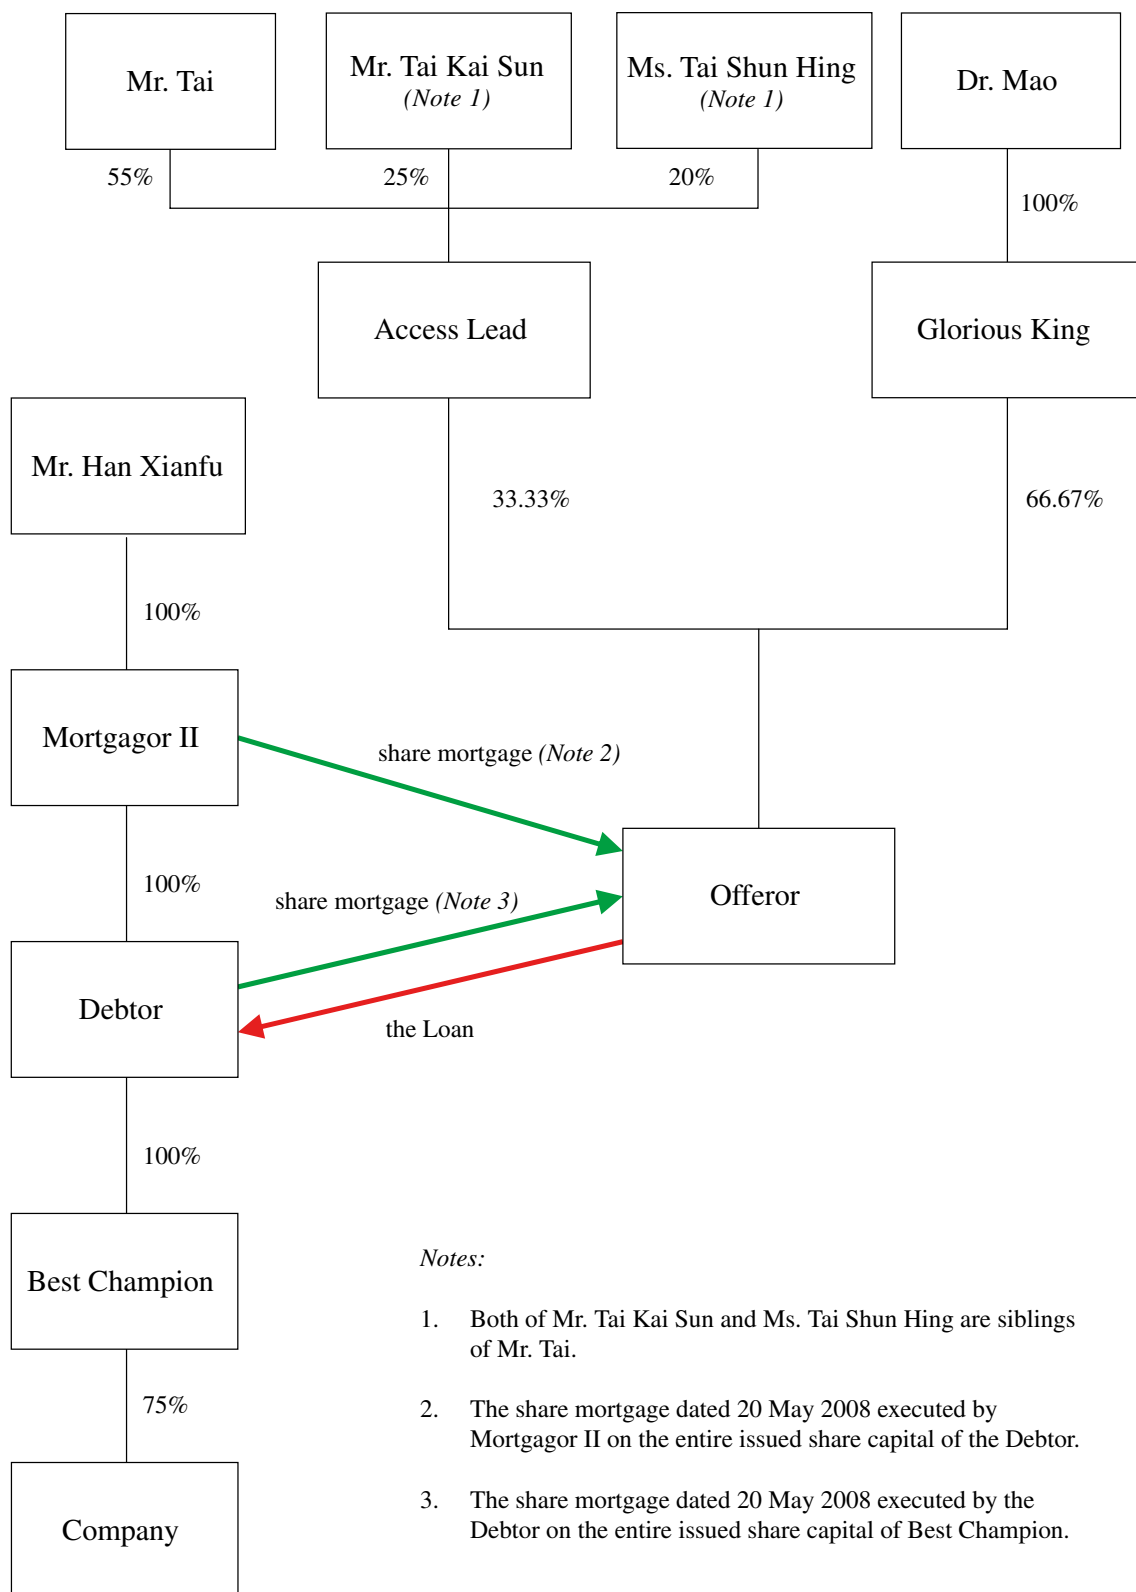 Mr. Tai
Mr. Tai Kai Sun
(Note 1)
Ms. Tai Shun Hing
(Note 1)
Dr. Mao
55%
25%
20%
100%
Access Lead
Glorious King
Mr. Han Xianfu
33.33%
66.67%
100%
Mortgagor II
share mortgage (Note 2)
100%
share mortgage (Note 3)
Offeror
Debtor
the Loan
100%
Best Champion
75%
Company
Notes:
1. Both of Mr. Tai Kai Sun and Ms. Tai Shun Hing are siblings
of Mr. Tai.
2. The share mortgage dated 20 May 2008 executed by
Mortgagor II on the entire issued share capital of the Debtor.
3. The share mortgage dated 20 May 2008 executed by the
Debtor on the entire issued share capital of Best Champion.